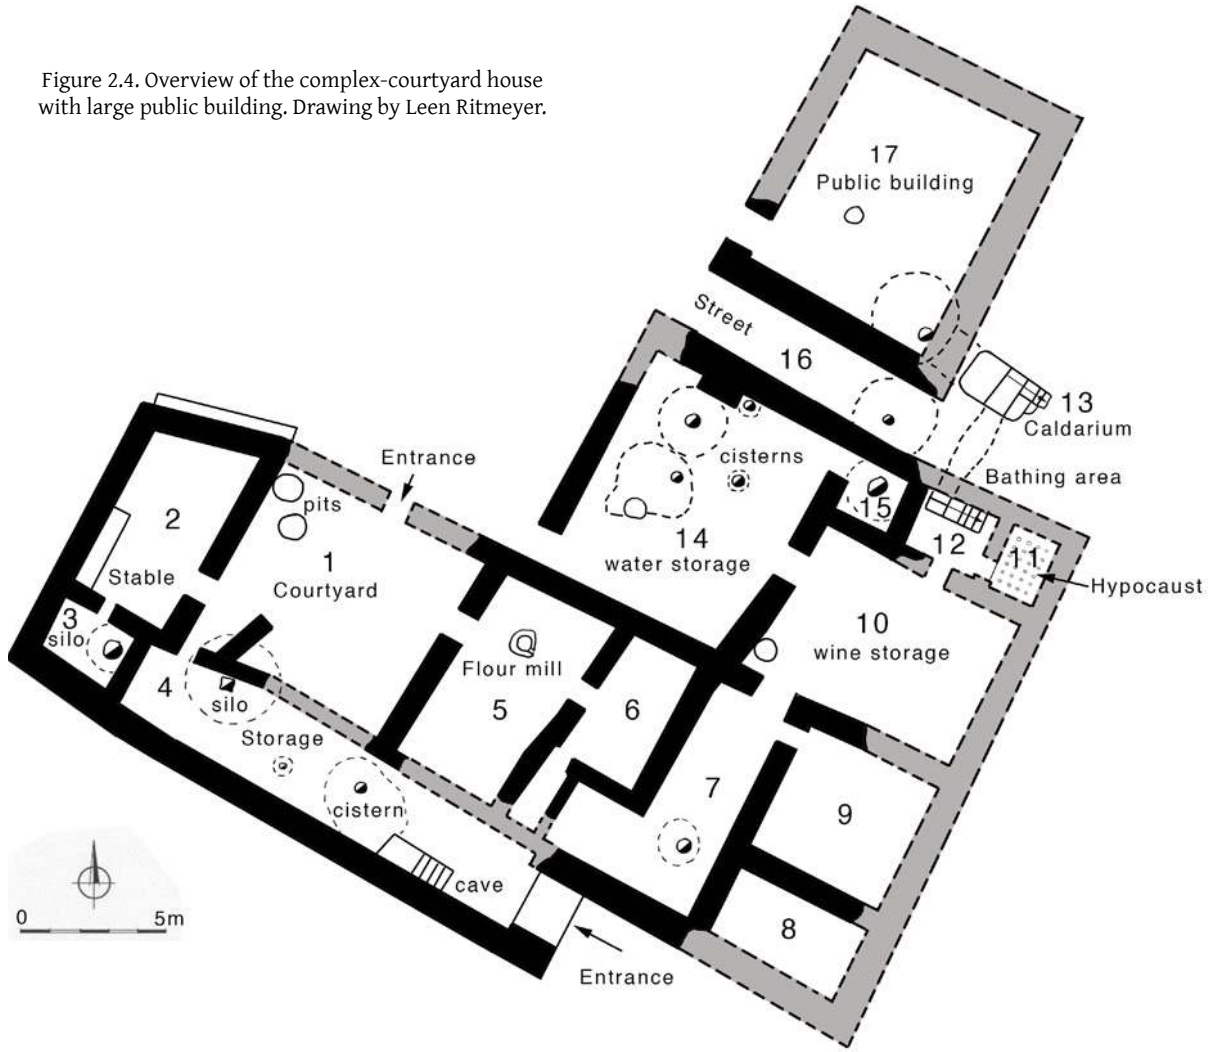 Figure 2.4. Overview of the complex-courtyard house
with large public building. Drawing by Leen Ritmeyer.
17
Public building
Street
16
13
Caldarium
Entrance
cisterns
Bathing area
pits
15
2
14
water storage
12
11
Hypocaust
1
Courtyard
Stable
3
silo
10
wine storage
Flour mill
4
silo
5
6
Storage
7
cistern
9
cave
8
0
5m
Entrance